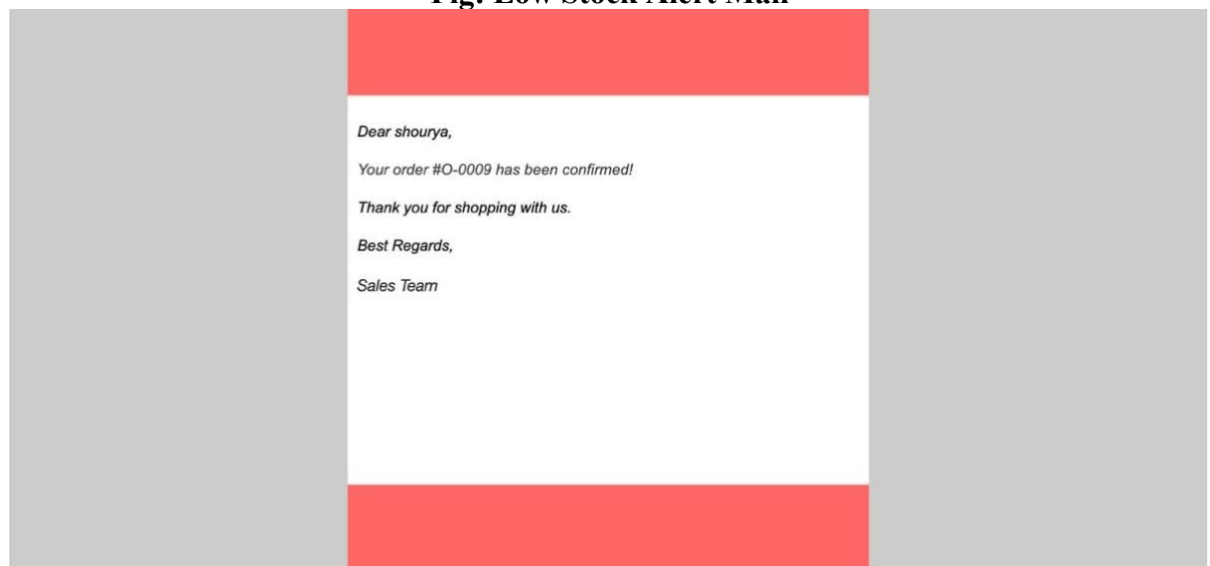 Fig: Low Stock Alert Mail
Dear shourya,
Your order #O-0009 has been confirmed!
Thank you for shopping with us.
Best Regards,
Sales Team